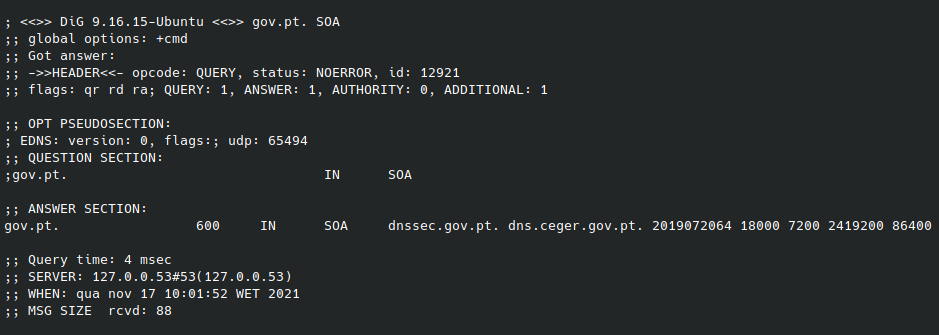 ; <<>> DiG 9.16.15-Ubuntu <<>> gov.pt. SOA
;; global options: +cmd
;; Got answer:
;; ->>HEADER<<- opcode: QUERY, status: NOERROR, id: 12921
;; flags: qr rd ra; QUERY: 1, ANSWER: 1, AUTHORITY: 0, ADDITIONAL: 1

;; OPT PSEUDOSECTION:
; EDNS: version: 0, flags:; udp: 65494
;; QUESTION SECTION:
;gov.pt. IN SOA

;; ANSWER SECTION:
gov.pt. 600 IN SOA dnssec.gov.pt. dns.ceger.gov.pt. 2019072064 18000 7200 2419200 86400

;; Query time: 4 msec
;; SERVER: 127.0.0.53#53(127.0.0.53)
;; WHEN: qua nov 17 10:01:52 WET 2021
;; MSG SIZE rcvd: 88